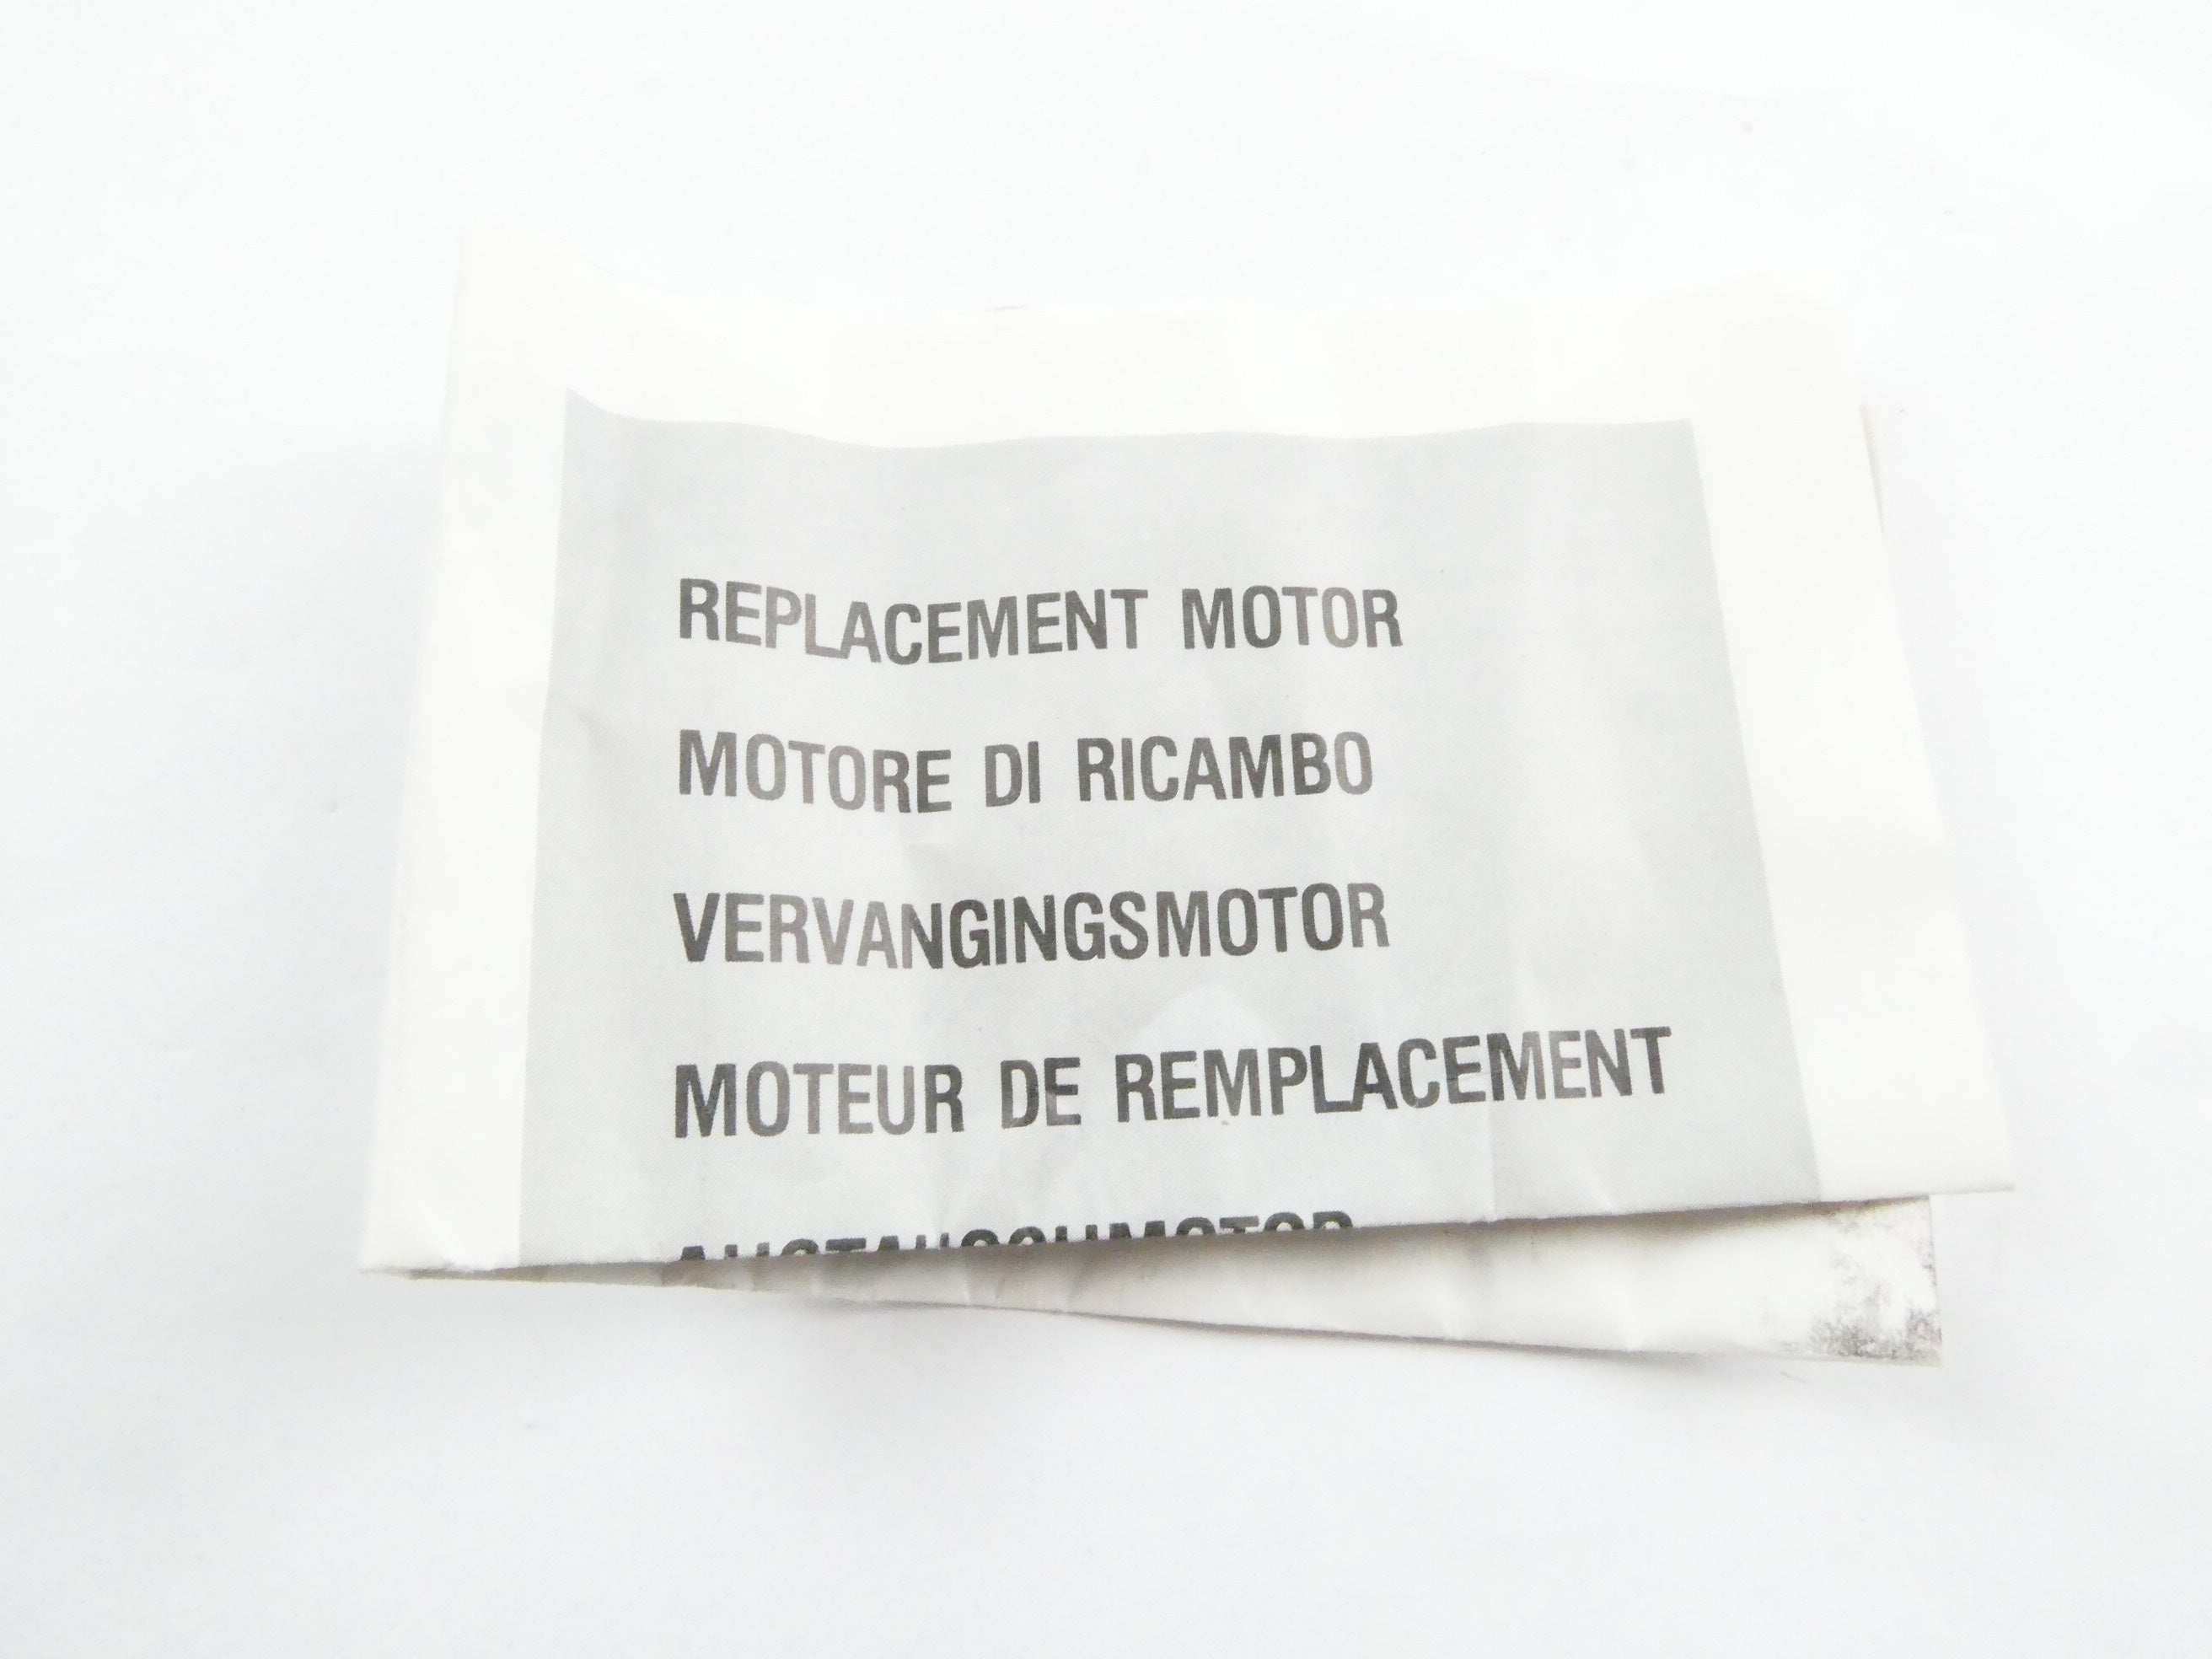 REPLACEMENT MOTOR
MOTORE DI RICAMBO
VERVANGINGSMOTOR
MOTEUR DE REMPLACEMENT